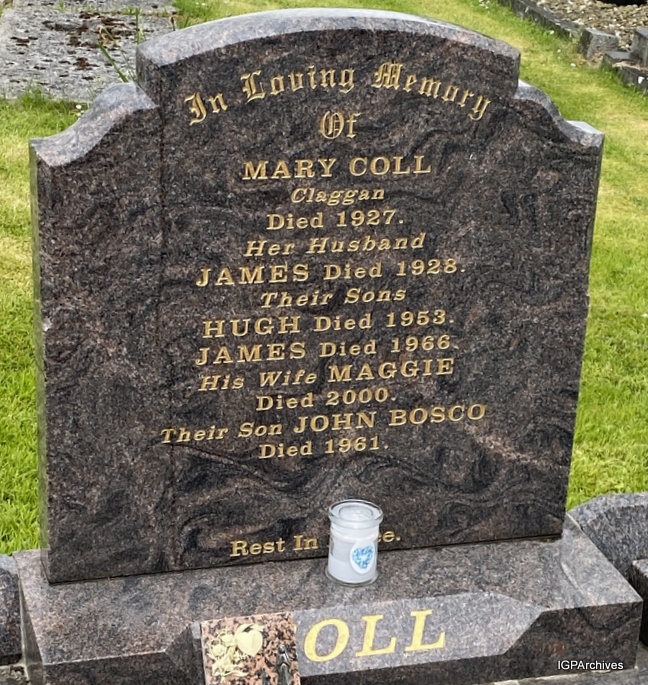 In Loving Memory
Of
MARY COLL
Claggan
Died 1927.
Her Husband
JAMES Died 1928.
Their Sons
HUGH Died 1953.
JAMES Died 1966.
His Wife MAGGIE
Died 2000.
Their Son JOHN BOSCO
Died 1961.
Rest In
OLL
IGPArchives